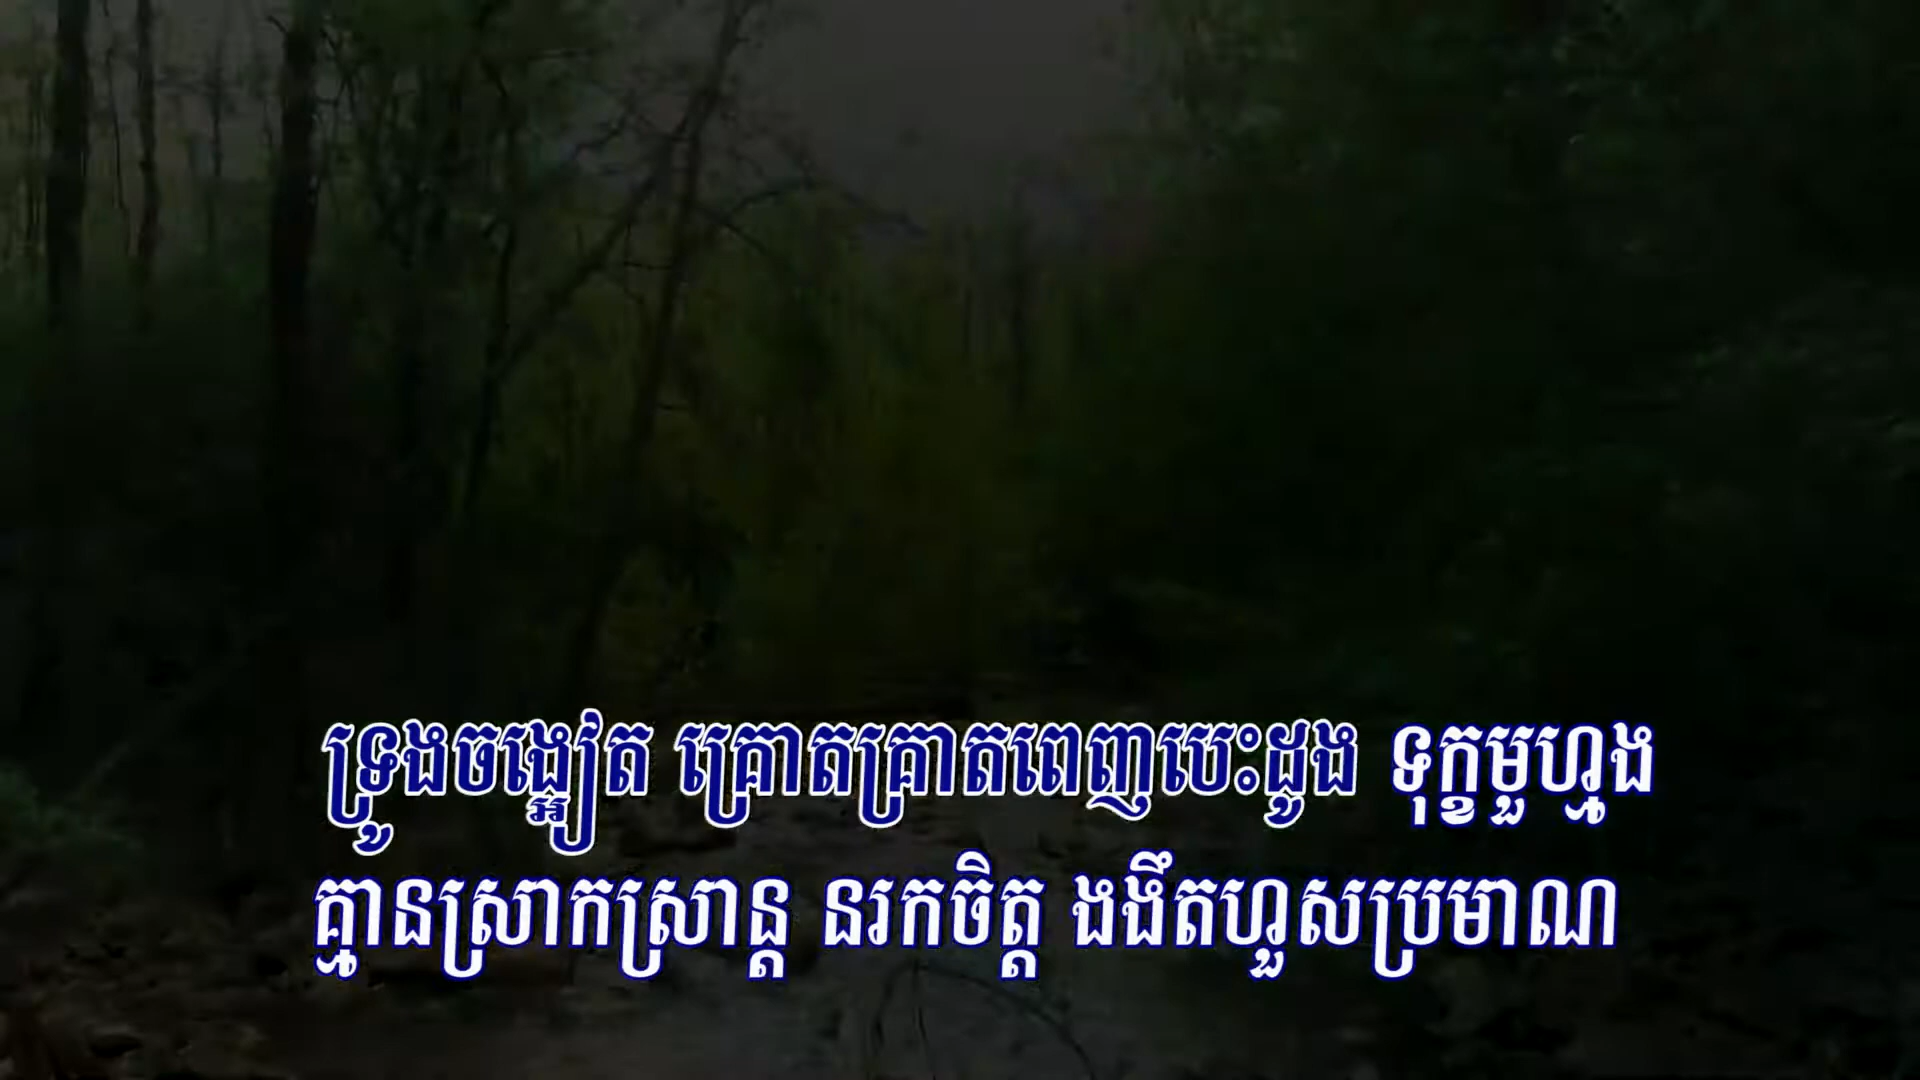 ទ្រូងចង្អៀត គ្រោតគ្រាតពេញបេះដូង ទុក្ខមួហ្មង
គ្មានស្រាកស្រាន្ត នរកចិត្ត ងងឹតហួសប្រមាណ